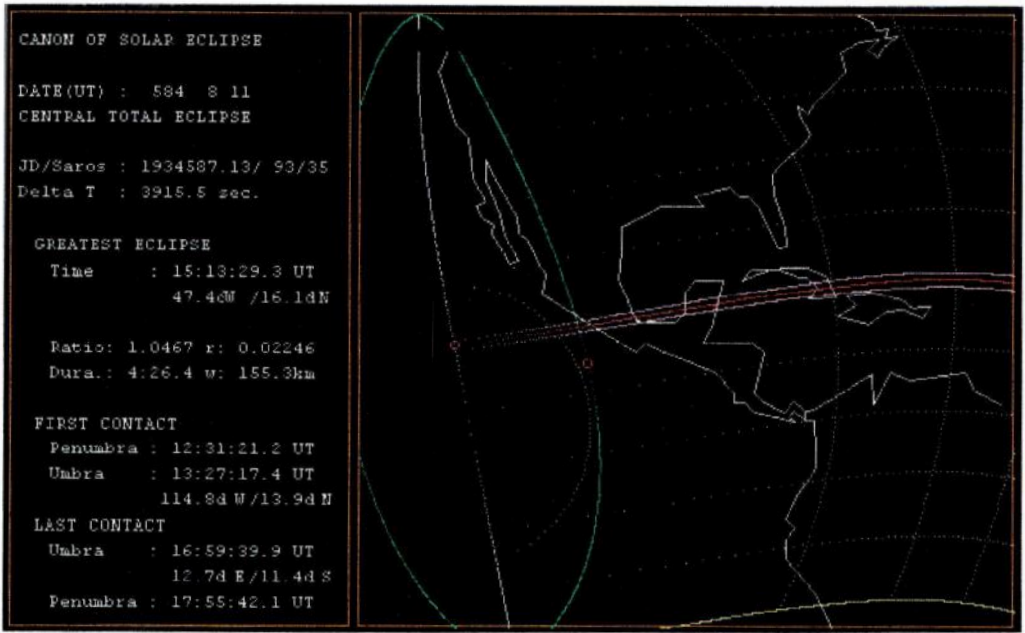 CANON OF SOLAR ECLIPSE
DATE(UT) : 584 8 11
CENTRAL TOTAL ECLIPSE
JD/Saros : 1934587.13/ 93/35
Delta T : 3915.5 sec.
GREATEST ECLIPSE
Time : 15:13:29.3 UT
47.4dW /16.1dN
Ratio: 1.0467 r: 0.02246
Dura.: 4:26.4 w: 155.3km
FIRST CONTACT
Penumbra : 12:31:21.2 UT
Umbra : 13:27:17.4 UT
114.8d W/13.9d N
LAST CONTACT
Umbra : 16:59:39.9 UT
12.7d E/11.4d S
Penumbra : 17:55:42.1 UT